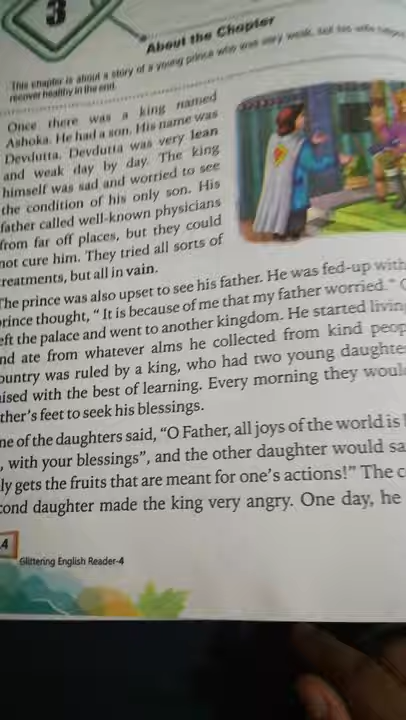 3
About the Chapter
This chapter is about a story of a young prince who was very weak, but his wife
recover healthy in the end.
Once there was a king named
Ashoka. He had a son. His name was
Devdutta. Devdutta was very lean
and weak day by day. The king
himself was sad and worried to see
the condition of his only son. His
father called well-known physicians
from far off places, but they could
not cure him. They tried all sorts of
reatments, but all in vain.
The prince was also upset to see his father. He was fed-up with
prince thought, “ It is because of me that my father worried.”
eft the palace and went to another kingdom. He started living
nd ate from whatever alms he collected from kind peop
ountry was ruled by a king, who had two young daughte
ised with the best of learning. Every morning they would
ther's feet to seek his blessings.
ne of the daughters said, “O Father, all joys of the world is
, with your blessings”, and the other daughter would sa
ly gets the fruits that are meant for one's actions!” The c
cond daughter made the king very angry. One day, he
4
Glittering English Reader-4